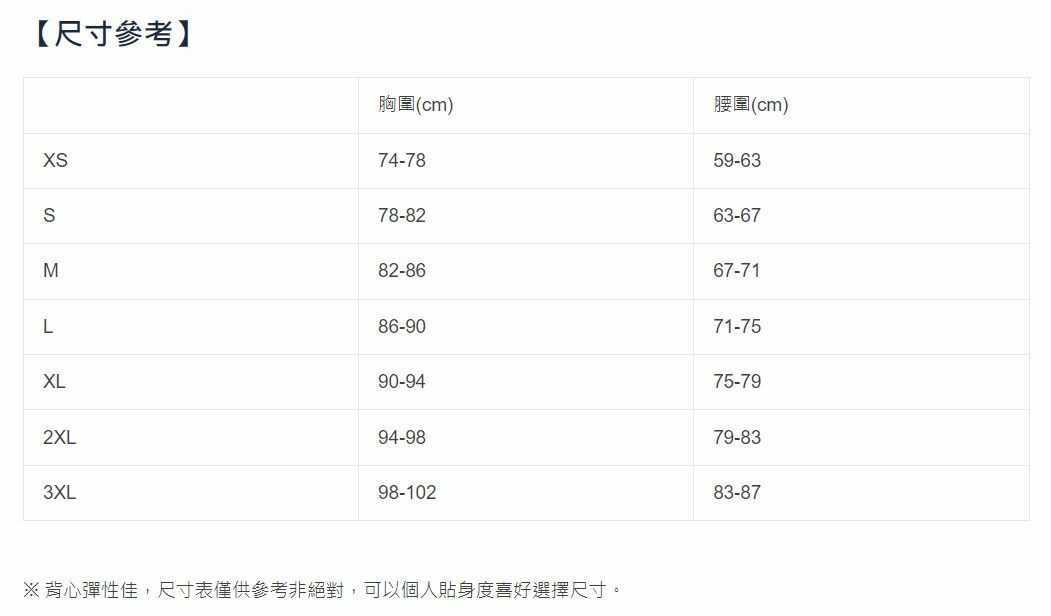 【尺寸參考】
胸圍(cm) 腰圍(cm)
XS 74-78 59-63
S 78-82 63-67
M 82-86 67-71
L 86-90 71-75
XL 90-94 75-79
2XL 94-98 79-83
3XL 98-102 83-87
※ 背心彈性佳，尺寸表僅供參考非絕對，可以個人貼身度喜好選擇尺寸。